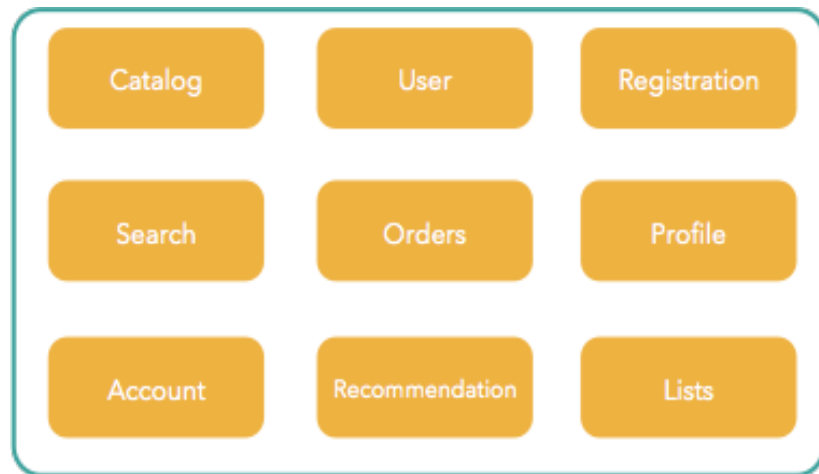 Catalog
User
Registration
Search
Orders
Profile
Account
Recommendation
Lists